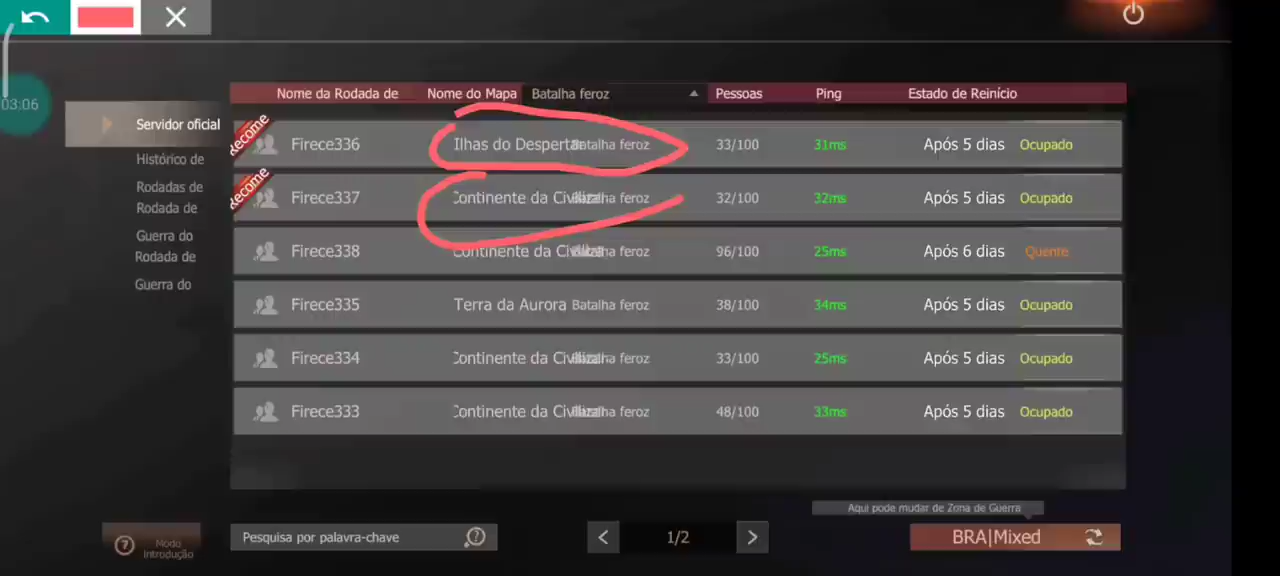 03:06
Nome da Rodada de Nome do Mapa Batalha feroz Pessoas Ping Estado de Reinício
Servidor oficial
Histórico de
Rodadas de
Rodada de
Guerra do
Rodada de
Guerra do
Recome Firece336 Ilhas do Desperta Batalha feroz 33/100 31ms Após 5 dias Ocupado
Recome Firece337 Continente da Civiliza Batalha feroz 32/100 32ms Após 5 dias Ocupado
Firece338 Continente da Civiliza Batalha feroz 96/100 25ms Após 6 dias Quente
Firece335 Terra da Aurora Batalha feroz 38/100 34ms Após 5 dias Ocupado
Firece334 Continente da Civiliza Batalha feroz 33/100 25ms Após 5 dias Ocupado
Firece333 Continente da Civiliza Batalha feroz 48/100 33ms Após 5 dias Ocupado
Aqui pode mudar de Zona de Guerra
? Modo
Introdução
Pesquisa por palavra-chave
< 1/2 >
BRA|Mixed